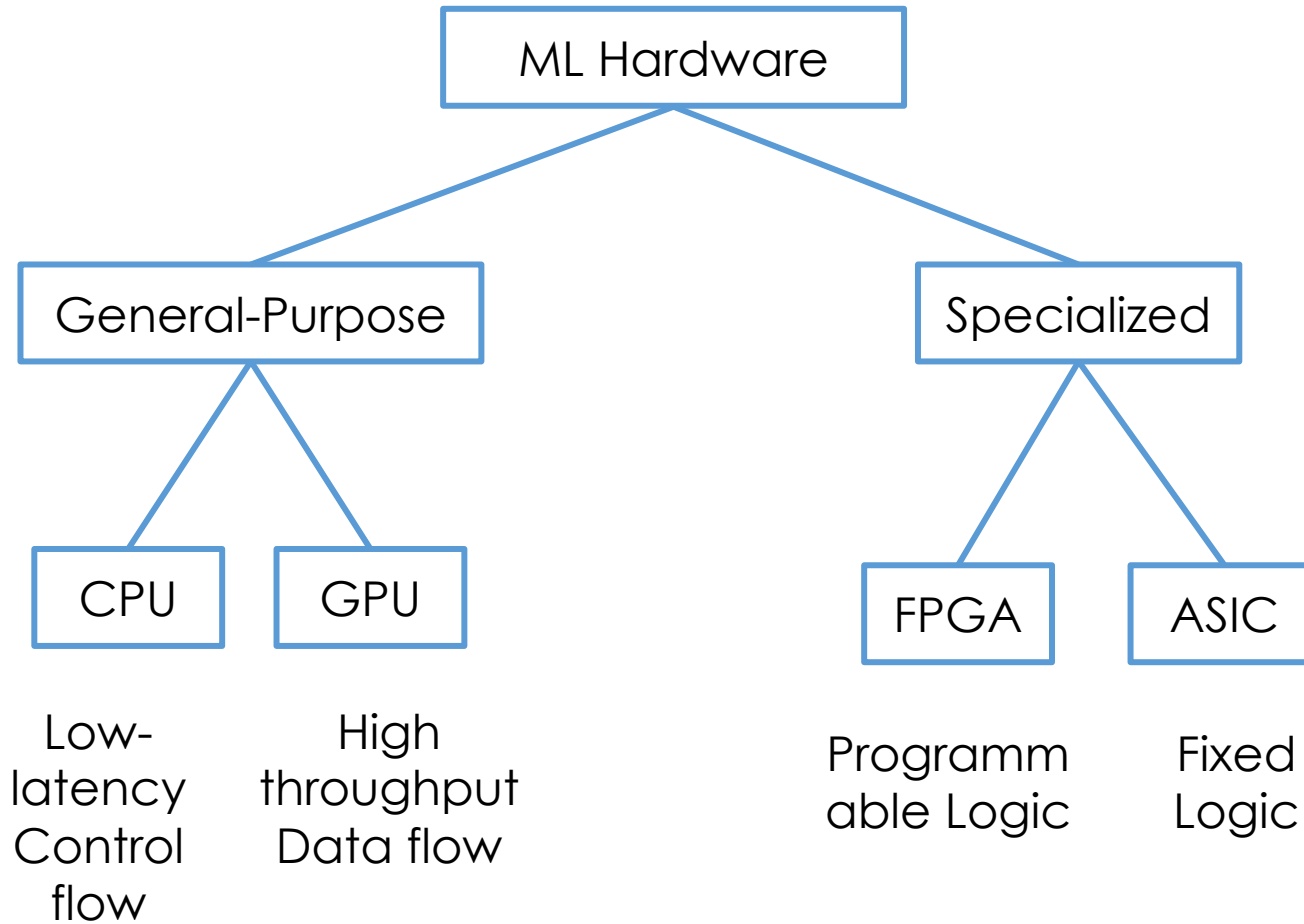 ML Hardware
General-Purpose
Specialized
CPU
GPU
FPGA
ASIC
Low-
latency
Control
flow
High
throughput
Data flow
Programm
able Logic
Fixed
Logic